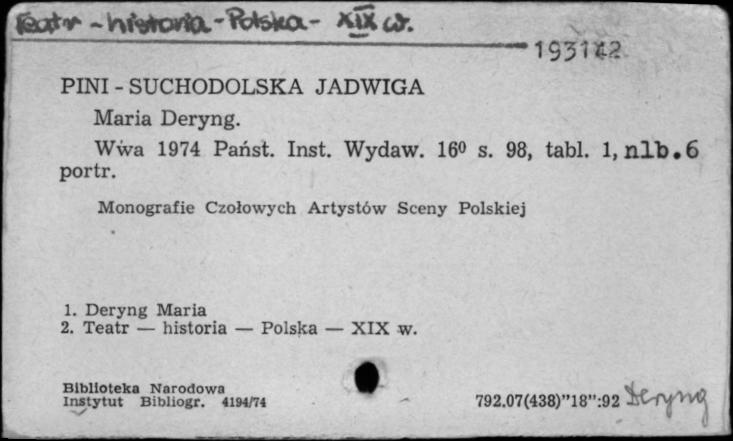 Teatr - historia - Polska - XIX w.
193142
PINI - SUCHODOLSKA JADWIGA
Maria Deryng.
Wwa 1974 Państ. Inst. Wydaw. 16⁰ s. 98, tabl. 1, nlb. 6
portr.
Monografie Czołowych Artystów Sceny Polskiej
1. Deryng Maria
2. Teatr — historia — Polska — XIX w.
Biblioteka Narodowa
Instytut Bibliogr. 4194/74
792.07(438)"18":92 Deryng